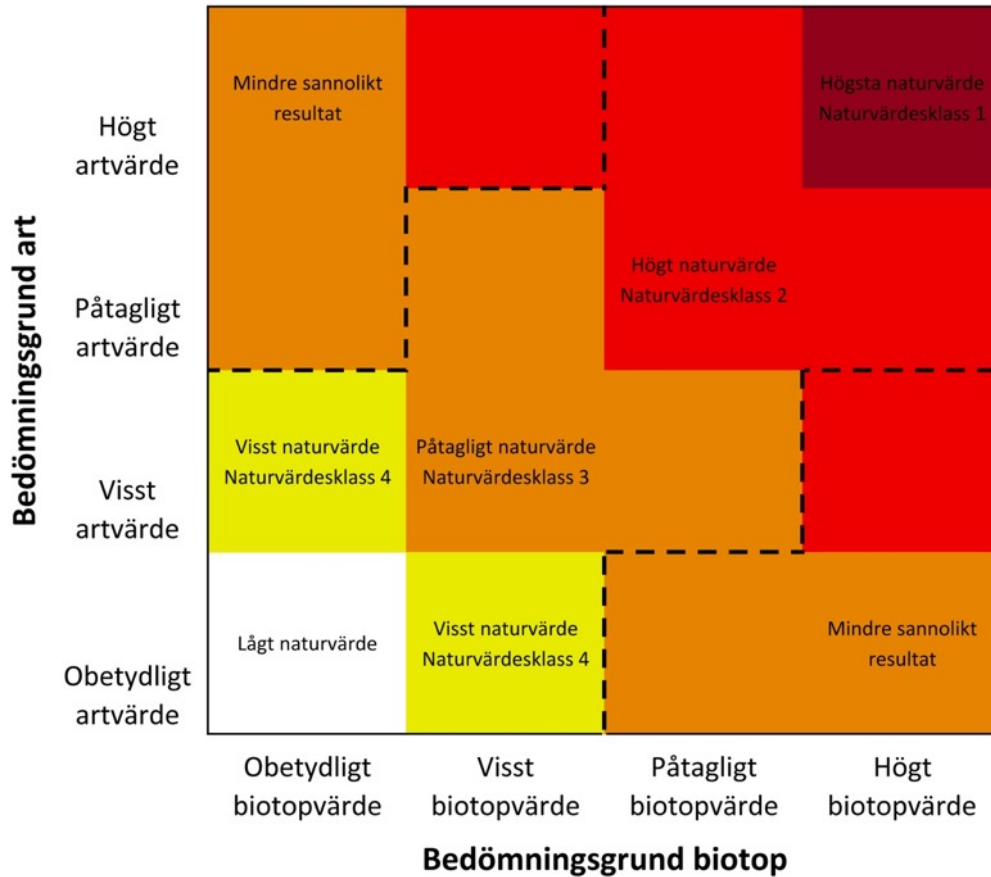 Bedömningsgrund art
Högt
artvärde
Mindre sannolikt
resultat
Högsta naturvärde
Naturvärdesklass 1
Påtagligt
artvärde
Högt naturvärde
Naturvärdesklass 2
Visst
artvärde
Visst naturvärde
Naturvärdesklass 4
Påtagligt naturvärde
Naturvärdesklass 3
Obetydligt
artvärde
Lågt naturvärde
Visst naturvärde
Naturvärdesklass 4
Mindre sannolikt
resultat
Obetydligt
biotopvärde
Visst
biotopvärde
Påtagligt
biotopvärde
Högt
biotopvärde
Bedömningsgrund biotop